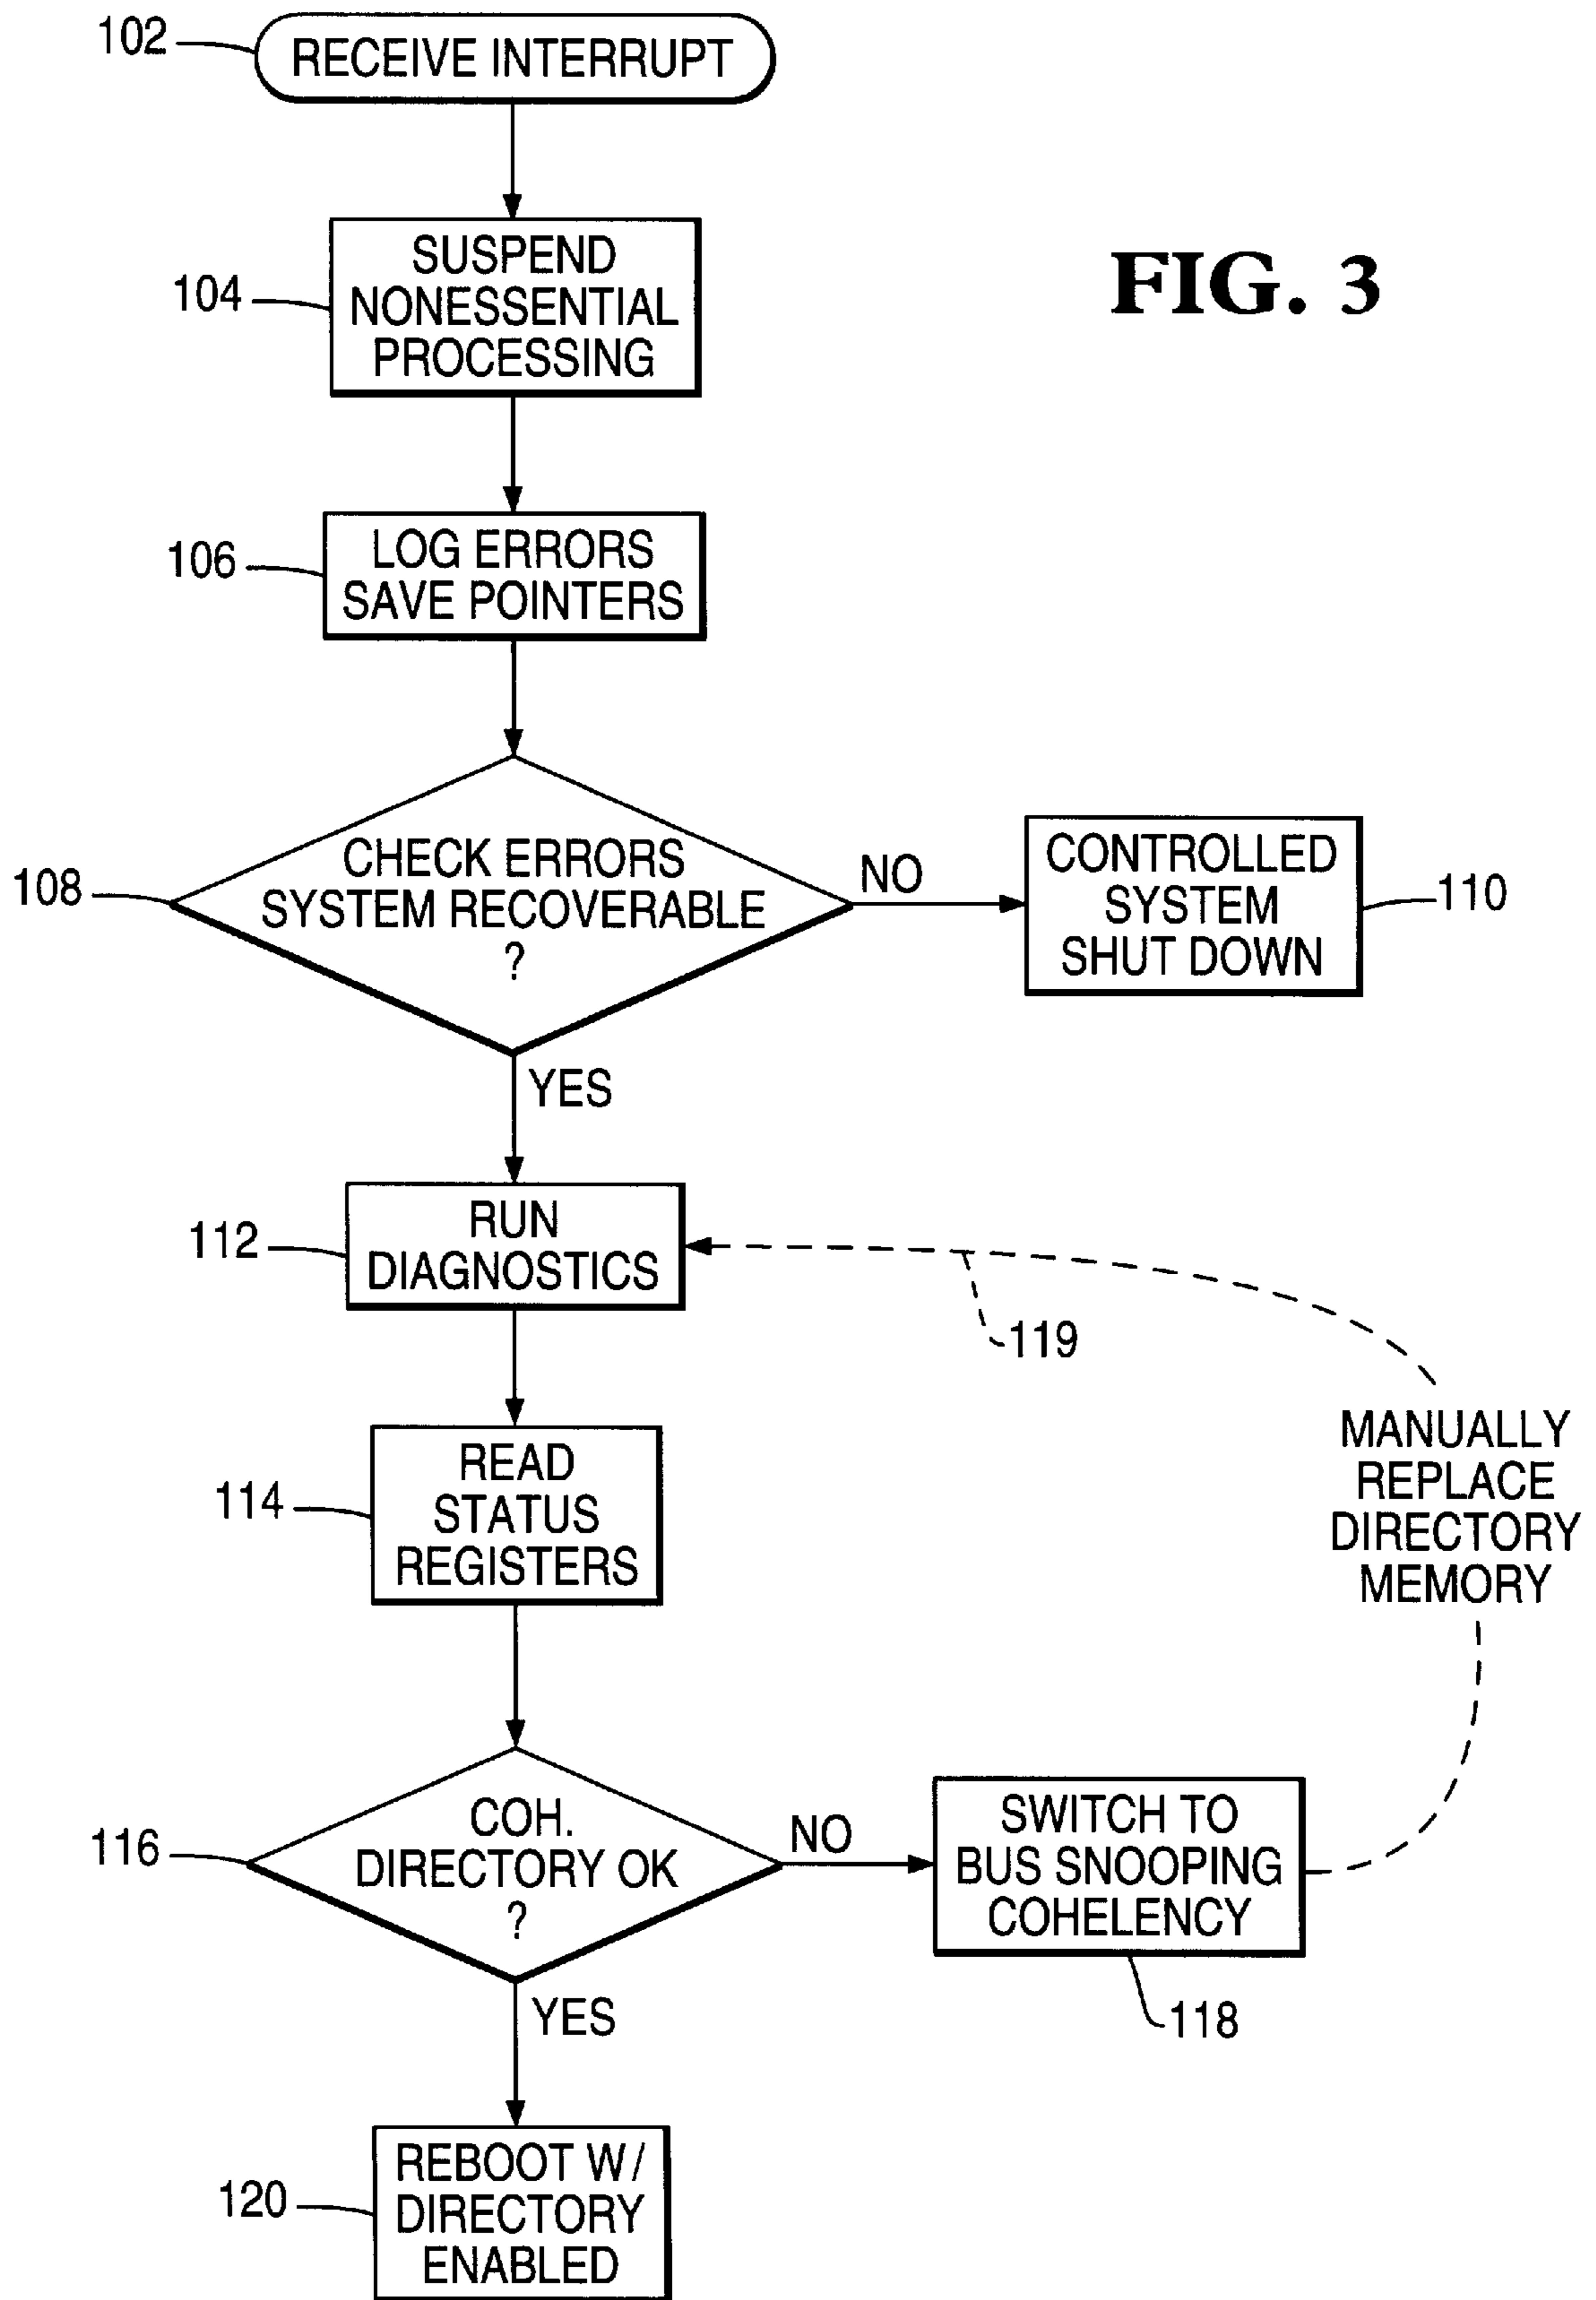 102
RECEIVE INTERRUPT
FIG. 3
104
SUSPEND
NONESSENTIAL
PROCESSING
106
LOG ERRORS
SAVE POINTERS
108
CHECK ERRORS
SYSTEM RECOVERABLE
?
NO
CONTROLLED
SYSTEM
SHUT DOWN
110
YES
112
RUN
DIAGNOSTICS
119
114
READ
STATUS
REGISTERS
MANUALLY
REPLACE
DIRECTORY
MEMORY
116
COH.
DIRECTORY OK
?
NO
SWITCH TO
BUS SNOOPING
COHELENCY
118
YES
120
REBOOT W/
DIRECTORY
ENABLED